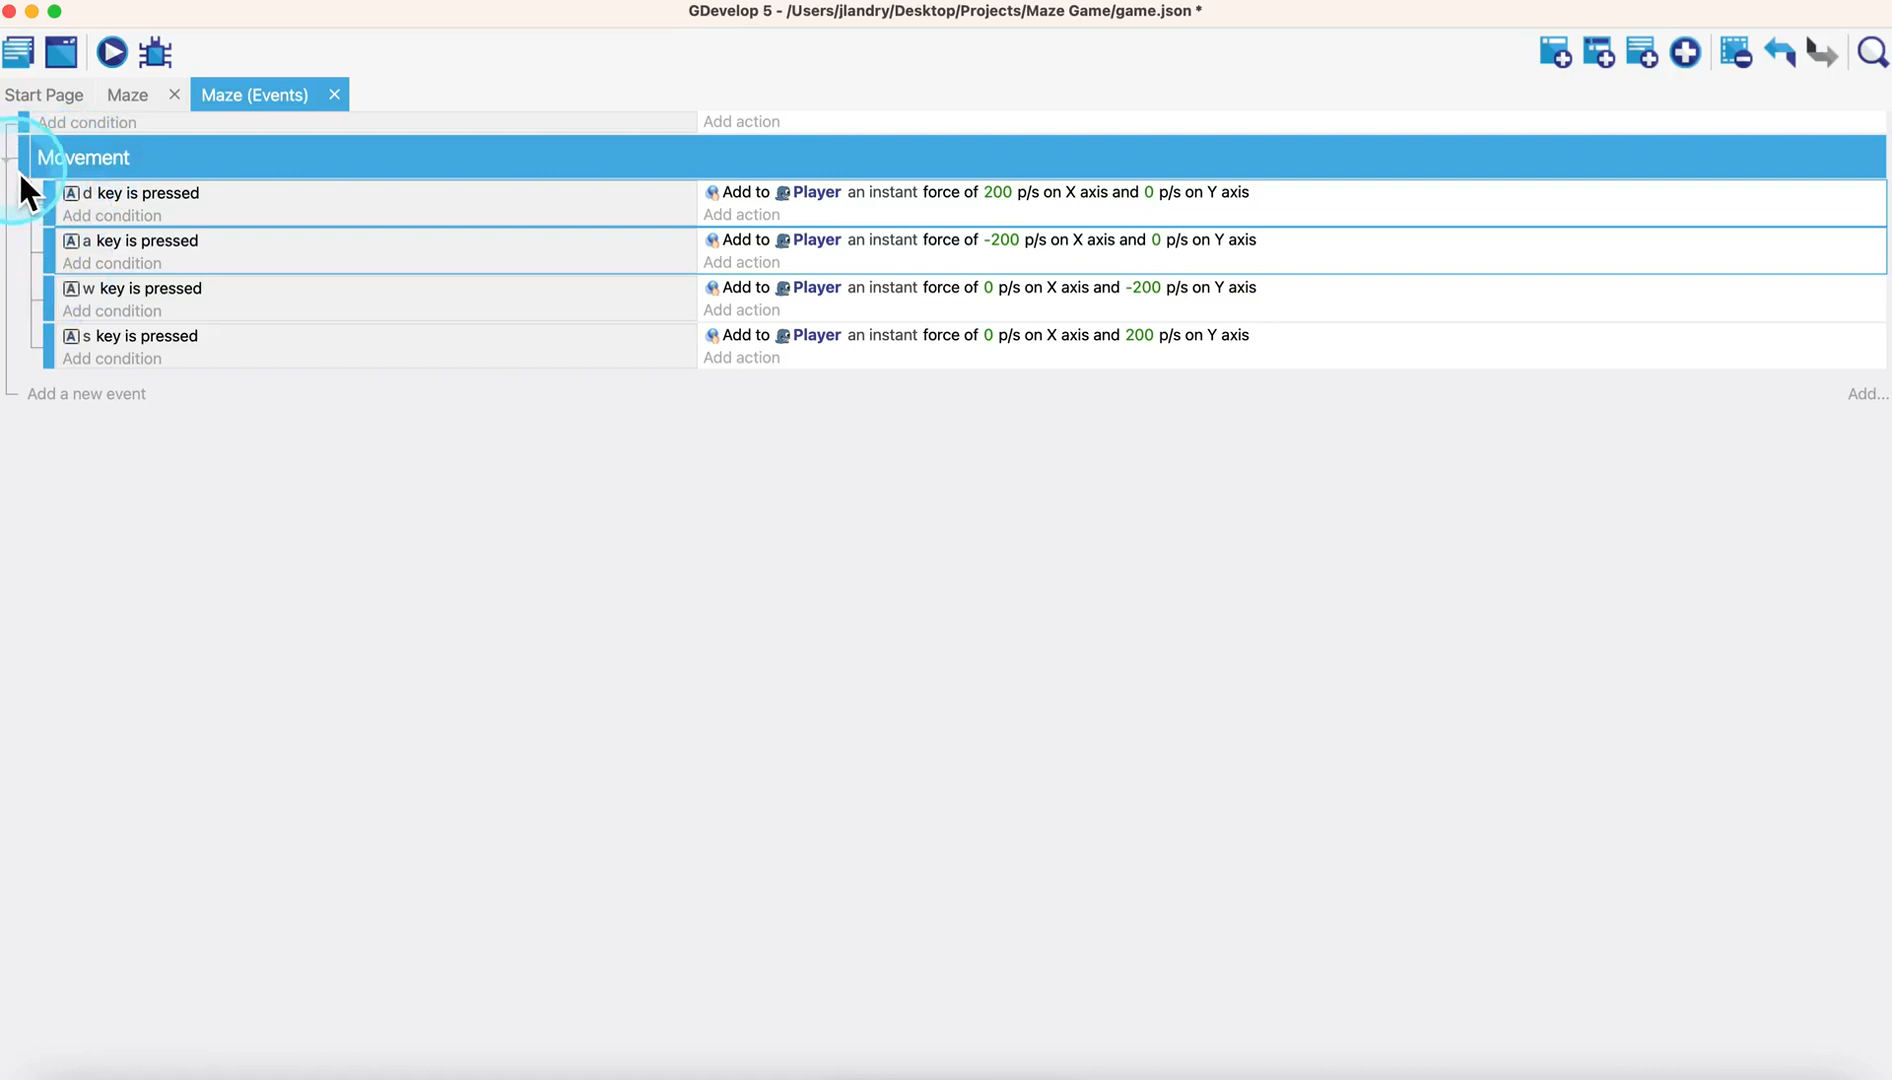 GDevelop 5 - /Users/jlandry/Desktop/Projects/Maze Game/game.json *
Start Page Maze × Maze (Events) ×
Add condition Add action
Movement
A d key is pressed Add to Player an instant force of 200 p/s on X axis and 0 p/s on Y axis
Add condition Add action
A a key is pressed Add to Player an instant force of -200 p/s on X axis and 0 p/s on Y axis
Add condition Add action
A w key is pressed Add to Player an instant force of 0 p/s on X axis and -200 p/s on Y axis
Add condition Add action
A s key is pressed Add to Player an instant force of 0 p/s on X axis and 200 p/s on Y axis
Add condition Add action
Add a new event Add...